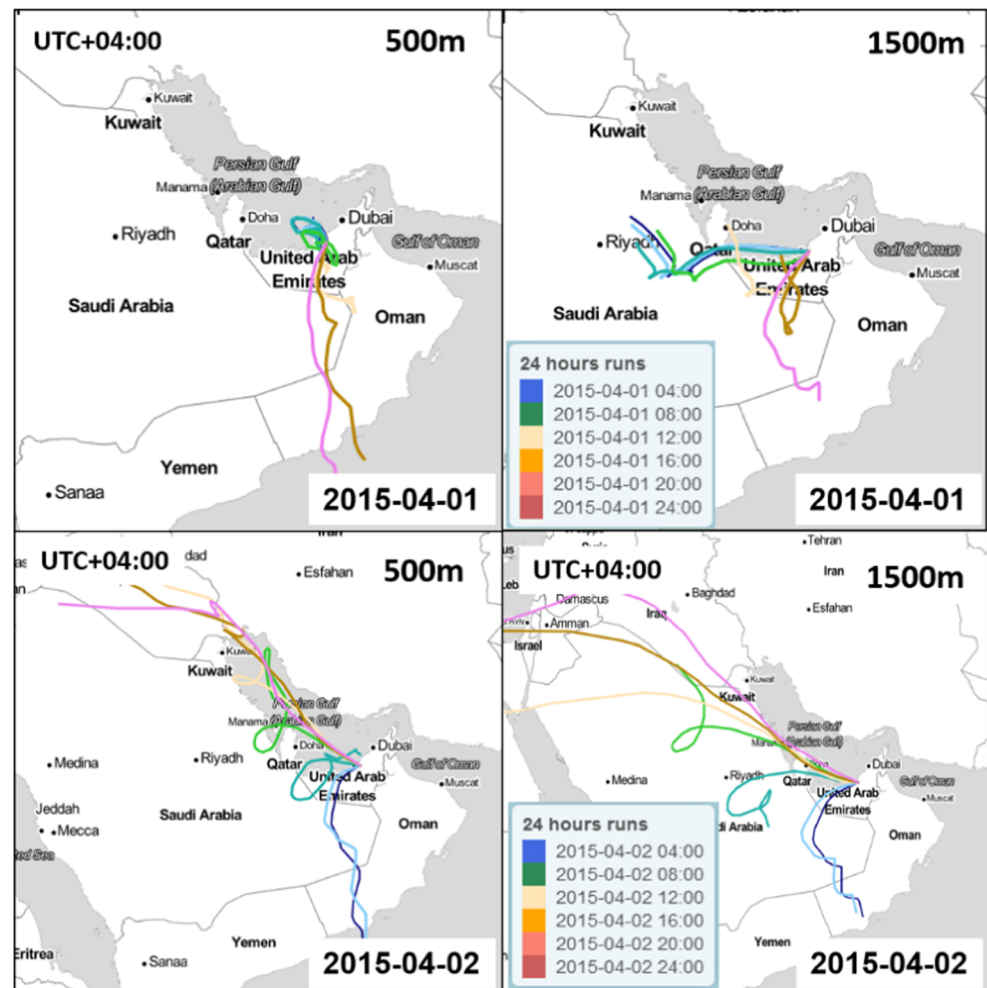 UTC+04:00
500m
Kuwait
Kuwait
Persian Gulf
Manama (Arabian Gulf)
Doha
Dubai
Riyadh
Qatar
Gulf of Oman
United Arab
Muscat
Emirates
Saudi Arabia
Oman
Yemen
Sanaa
2015-04-01
1500m
Kuwait
Kuwait
Persian Gulf
Manama (Arabian Gulf)
Doha
Dubai
Riyadh
Qatar
Gulf of Oman
United Arab
Muscat
Emirates
Saudi Arabia
Oman
24 hours runs
2015-04-01 04:00
2015-04-01 08:00
2015-04-01 12:00
2015-04-01 16:00
2015-04-01 20:00
2015-04-01 24:00
2015-04-01
UTC+04:00
dad
Iran
500m
Esfahan
Kuwait
Kuwait
Persian Gulf
Manama (Arabian Gulf)
Doha
Dubai
Medina
Riyadh
Qatar
Gulf of Oman
United Arab
Muscat
Emirates
Jeddah
Saudi Arabia
Mecca
Oman
Red Sea
Yemen
Eritrea
Sanaa
2015-04-02
UTC+04:00
Tehran
Iran
1500m
Damascus
Baghdad
Iraq
Esfahan
Amman
Israel
Kuwait
Kuwait
Persian Gulf
Manama (Arabian Gulf)
Doha
Dubai
Medina
Riyadh
Qatar
Gulf of Oman
United Arab
Muscat
Emirates
di Arabia
Oman
24 hours runs
2015-04-02 04:00
2015-04-02 08:00
2015-04-02 12:00
2015-04-02 16:00
2015-04-02 20:00
2015-04-02 24:00
Yemen
2015-04-02